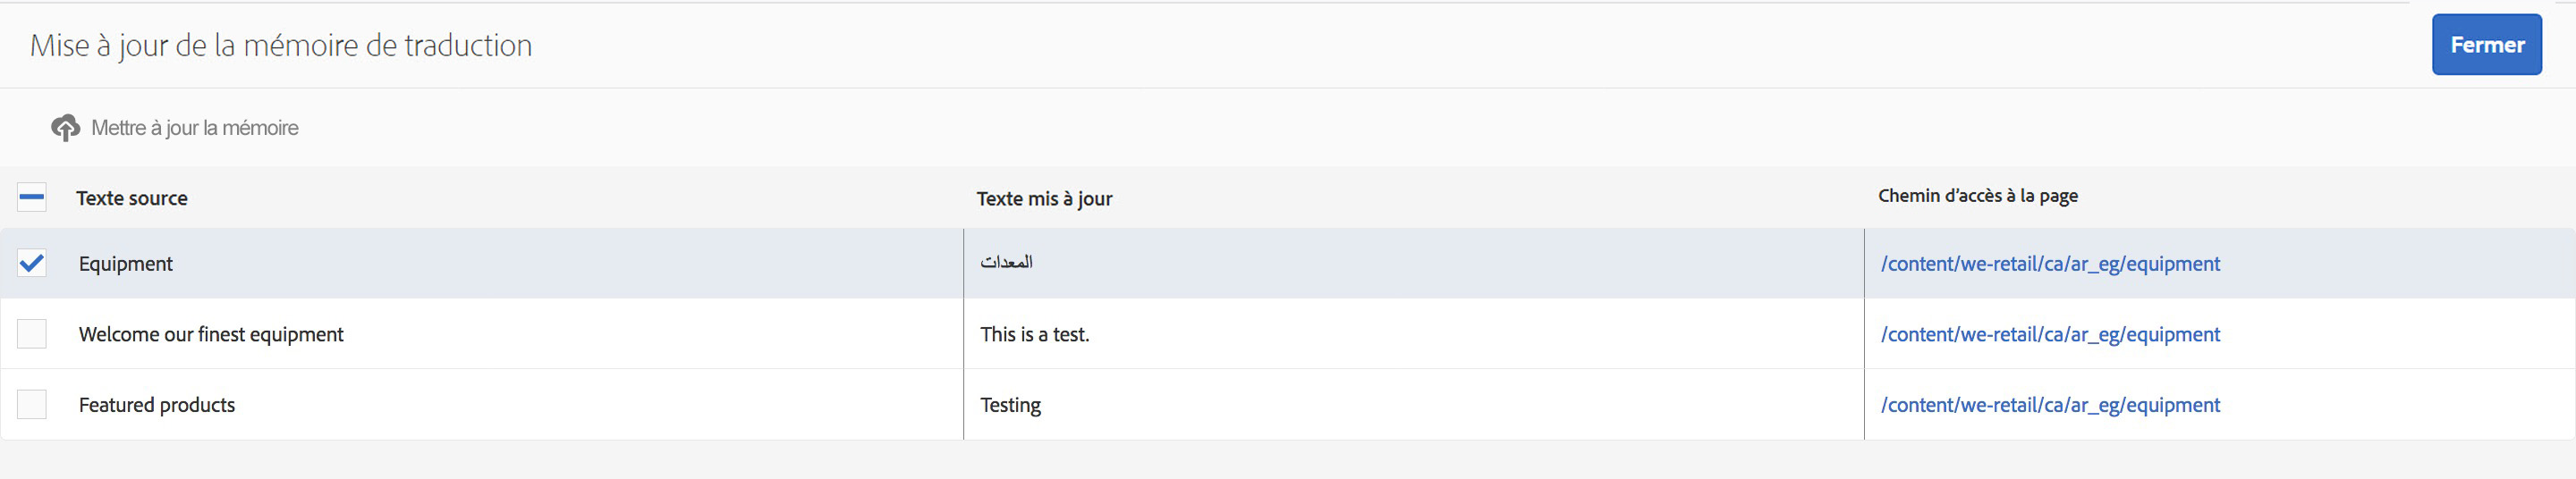 Mise à jour de la mémoire de traduction
Fermer
Mettre à jour la mémoire
Texte source Texte mis à jour Chemin d’accès à la page
Equipment المعدات /content/we-retail/ca/ar_eg/equipment
Welcome our finest equipment This is a test. /content/we-retail/ca/ar_eg/equipment
Featured products Testing /content/we-retail/ca/ar_eg/equipment